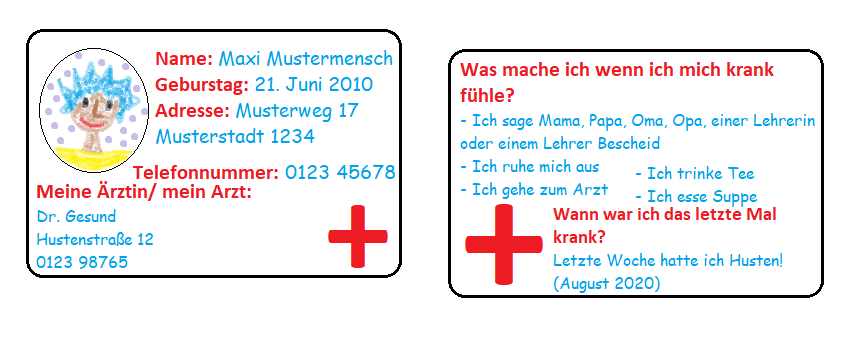 Name: Maxi Mustermensch
Geburstag: 21. Juni 2010
Adresse: Musterweg 17
Musterstadt 1234
Telefonnummer: 0123 45678
Meine Ärztin/ mein Arzt:
Dr. Gesund
Hustenstraße 12
0123 98765
Was mache ich wenn ich mich krank
fühle?
- Ich sage Mama, Papa, Oma, Opa, einer Lehrerin
oder einem Lehrer Bescheid
- Ich ruhe mich aus
- Ich gehe zum Arzt
- Ich trinke Tee
- Ich esse Suppe
Wann war ich das letzte Mal
krank?
Letzte Woche hatte ich Husten!
(August 2020)